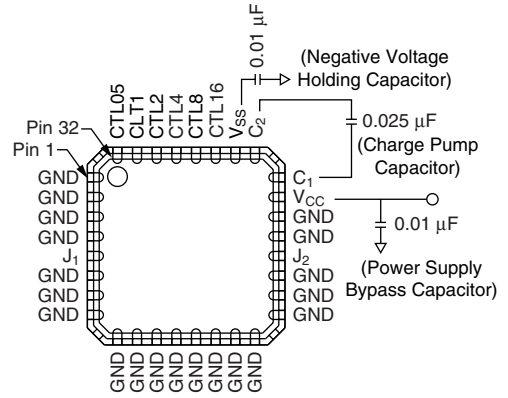 0.01 µF
(Negative Voltage
Holding Capacitor)
CTL05
CLT1
CTL2
CTL4
CTL8
CTL16
VSS
C2
0.025 µF
(Charge Pump
Capacitor)
Pin 32
Pin 1
GND
GND
GND
GND
J1
GND
GND
GND
C1
VCC
GND
GND
J2
GND
GND
GND
0.01 µF
(Power Supply
Bypass Capacitor)
GND
GND
GND
GND
GND
GND
GND
GND